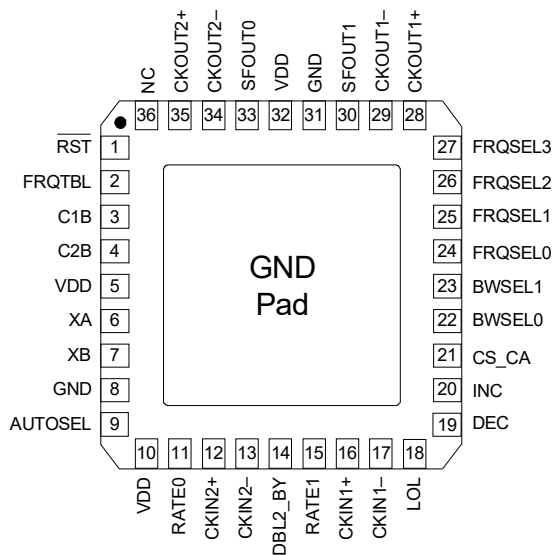 NC
CKOUT2+
CKOUT2–
SFOUT0
VDD
GND
SFOUT1
CKOUT1–
CKOUT1+
36
35
34
33
32
31
30
29
28
RST 1
FRQTBL 2
C1B 3
C2B 4
VDD 5
XA 6
XB 7
GND 8
AUTOSEL 9
GND
Pad
27 FRQSEL3
26 FRQSEL2
25 FRQSEL1
24 FRQSEL0
23 BWSEL1
22 BWSEL0
21 CS_CA
20 INC
19 DEC
10
11
12
13
14
15
16
17
18
VDD
RATE0
CKIN2+
CKIN2–
DBL2_BY
RATE1
CKIN1+
CKIN1–
LOL